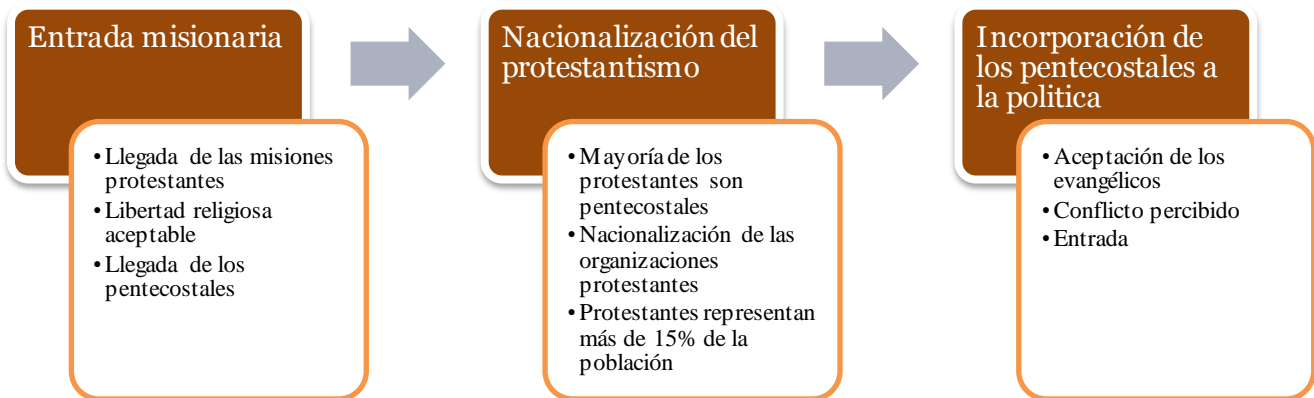 Entrada misionaria
• Llegada de las misiones
protestantes
• Libertad religiosa
aceptable
• Llegada de los
pentecostales
Nacionalización del
protestantismo
• Mayoría de los
protestantes son
pentecostales
• Nacionalización de las
organizaciones
protestantes
• Protestantes representan
más de 15% de la
población
Incorporación de
los pentecostales a
la politica
• Aceptación de los
evangélicos
• Conflicto percibido
• Entrada